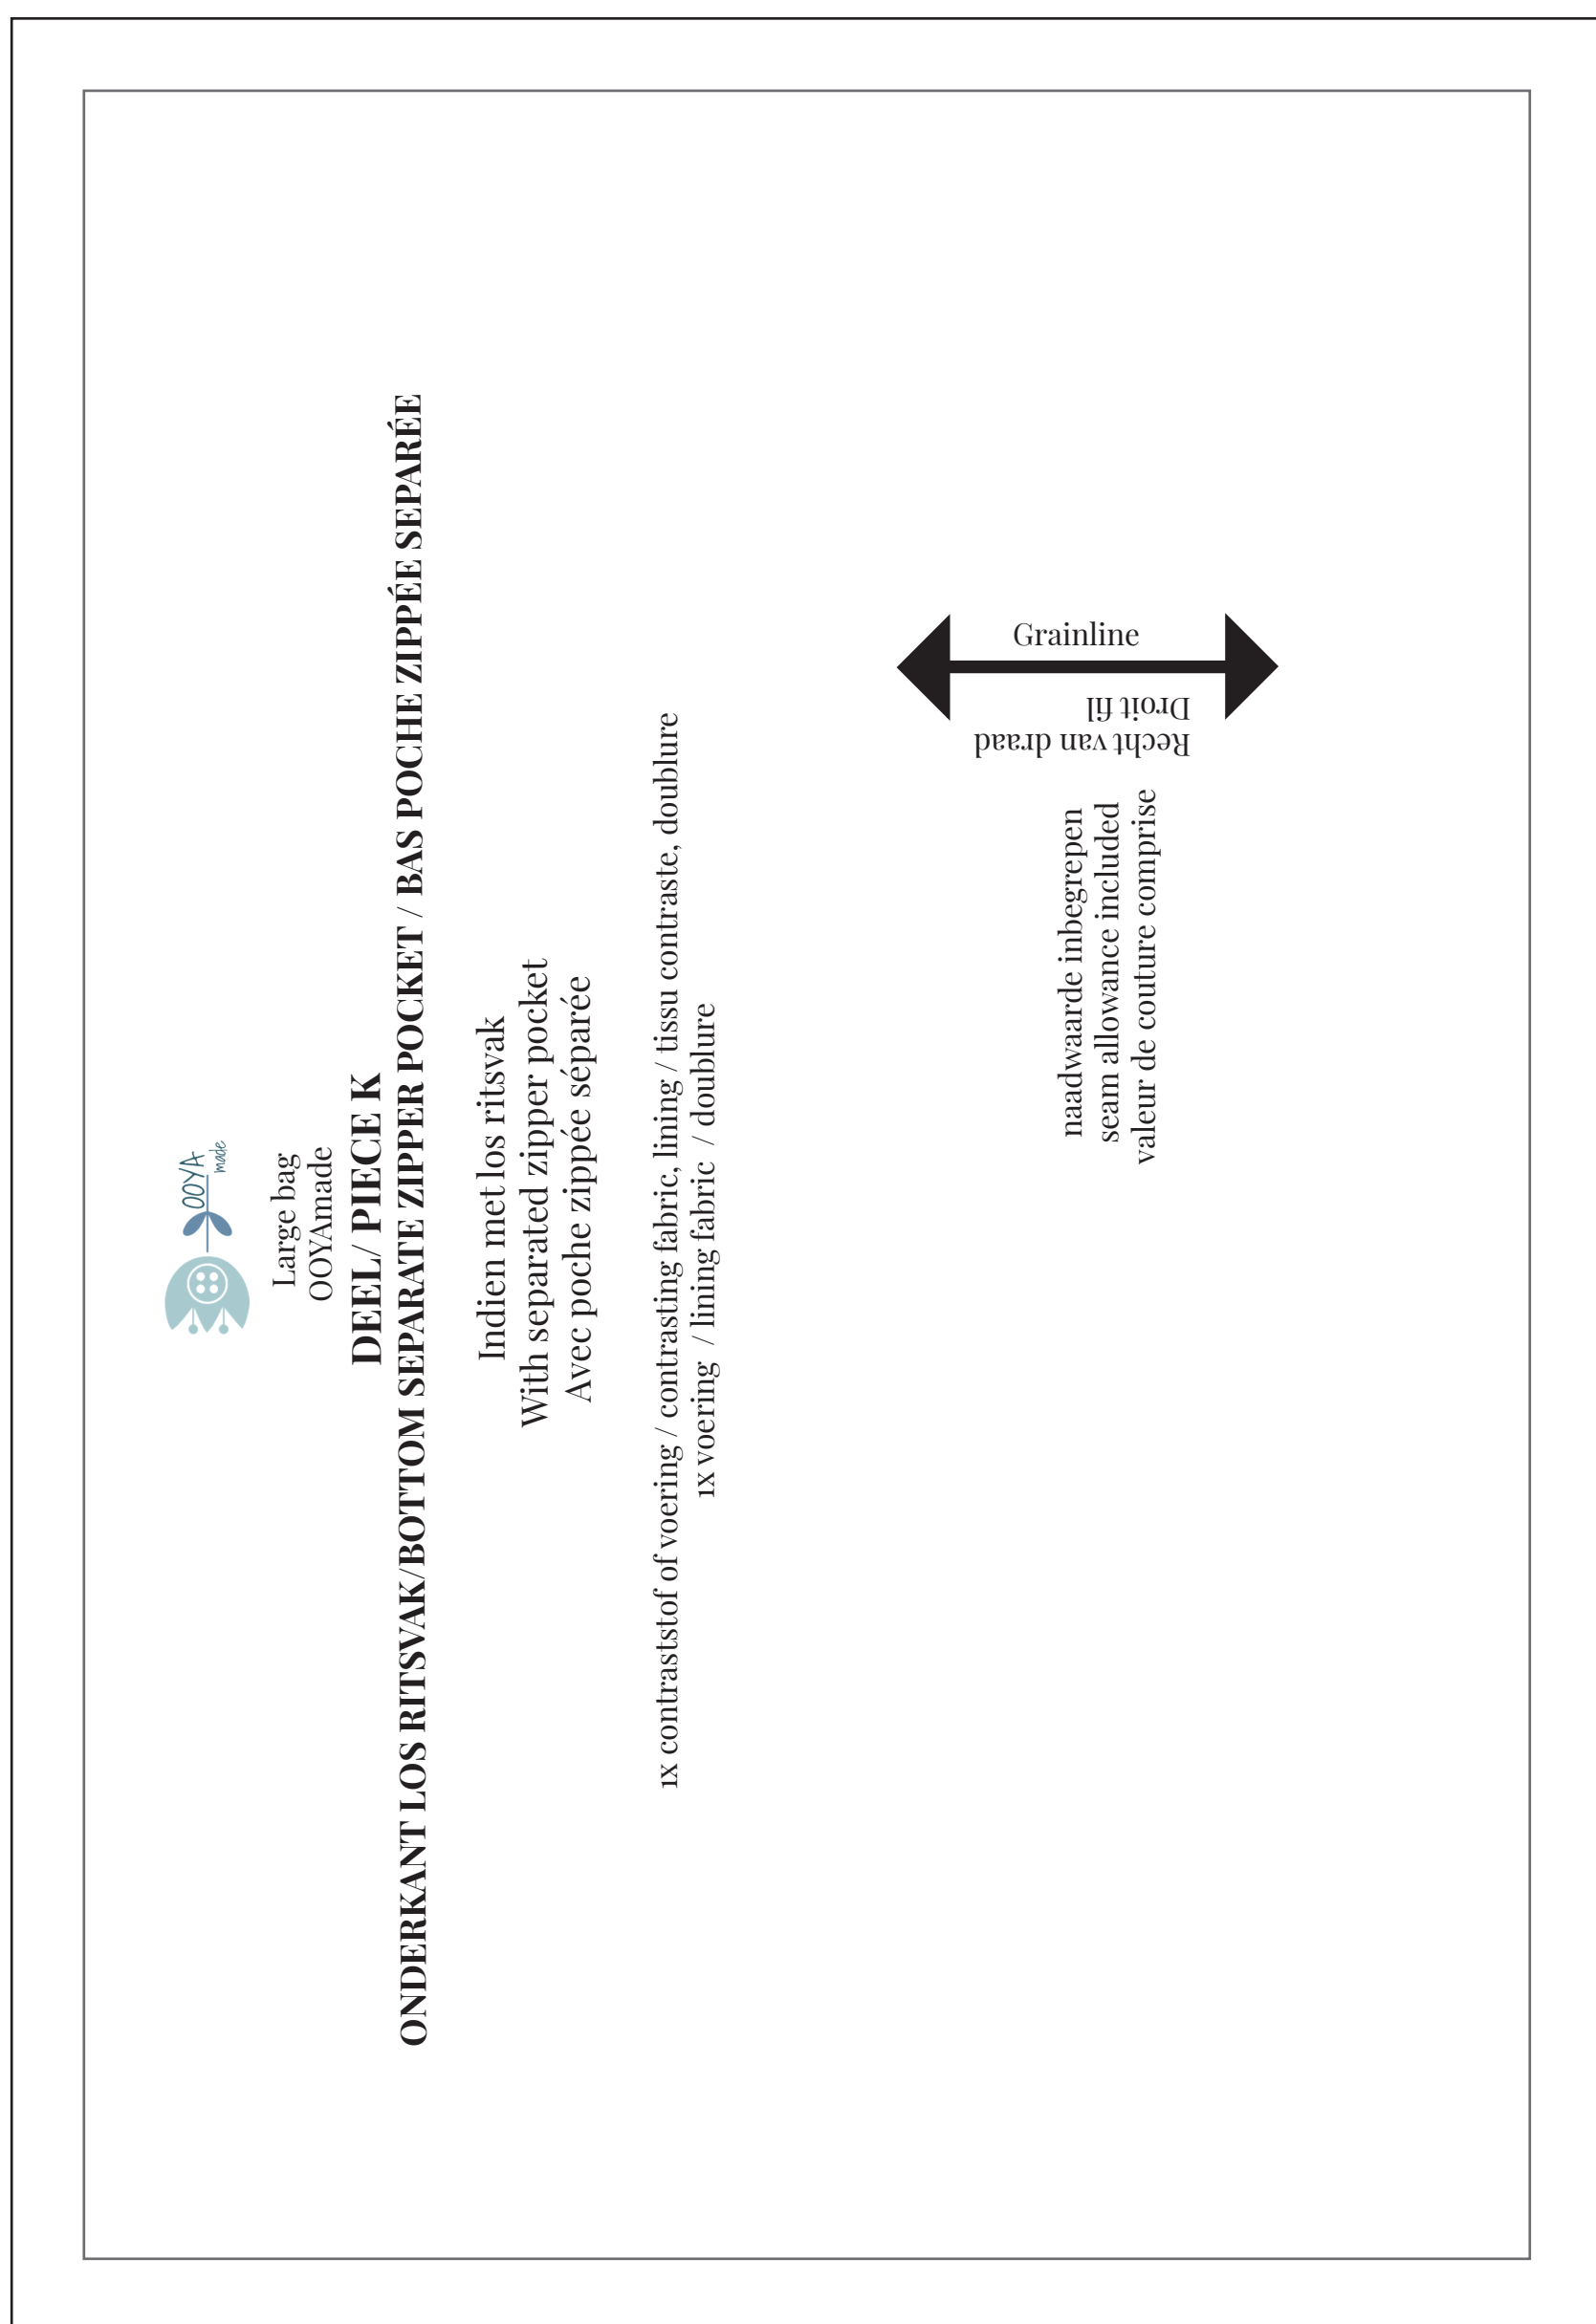 OOYA
made
Large bag
OOYAmade
DEEL/ PIECE K
ONDERKANT LOS RITSVAK/BOTTOM SEPARATE ZIPPER POCKET / BAS POCHE ZIPPÉE SEPARÉE
Indien met los ritsvak
With separated zipper pocket
Avec poche zippée séparée
1x contraststof of voering / contrasting fabric, lining / tissu contraste, doublure
1x voering / lining fabric / doublure
Grainline
Recht van draad
Droit fil
naadwaarde inbegrepen
seam allowance included
valeur de couture comprise